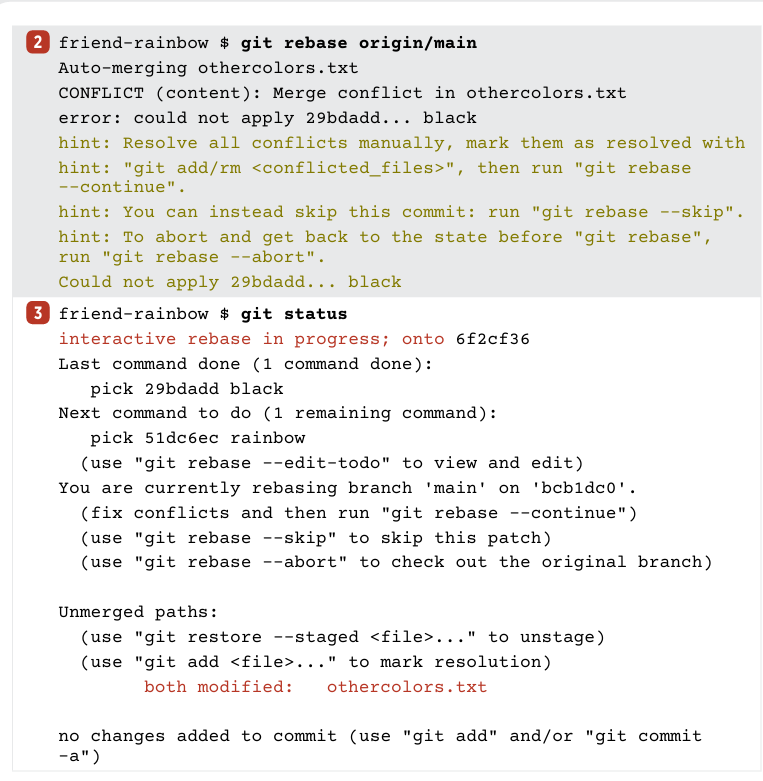 2 friend-rainbow $ git rebase origin/main
Auto-merging othercolors.txt
CONFLICT (content): Merge conflict in othercolors.txt
error: could not apply 29bdadd... black
hint: Resolve all conflicts manually, mark them as resolved with
hint: "git add/rm <conflicted_files>", then run "git rebase
--continue".
hint: You can instead skip this commit: run "git rebase --skip".
hint: To abort and get back to the state before "git rebase",
run "git rebase --abort".
Could not apply 29bdadd... black
3 friend-rainbow $ git status
interactive rebase in progress; onto 6f2cf36
Last command done (1 command done):
pick 29bdadd black
Next command to do (1 remaining command):
pick 51dc6ec rainbow
(use "git rebase --edit-todo" to view and edit)
You are currently rebasing branch 'main' on 'bcb1dc0'.
(fix conflicts and then run "git rebase --continue")
(use "git rebase --skip" to skip this patch)
(use "git rebase --abort" to check out the original branch)
Unmerged paths:
(use "git restore --staged <file>..." to unstage)
(use "git add <file>..." to mark resolution)
both modified: othercolors.txt
no changes added to commit (use "git add" and/or "git commit
-a")